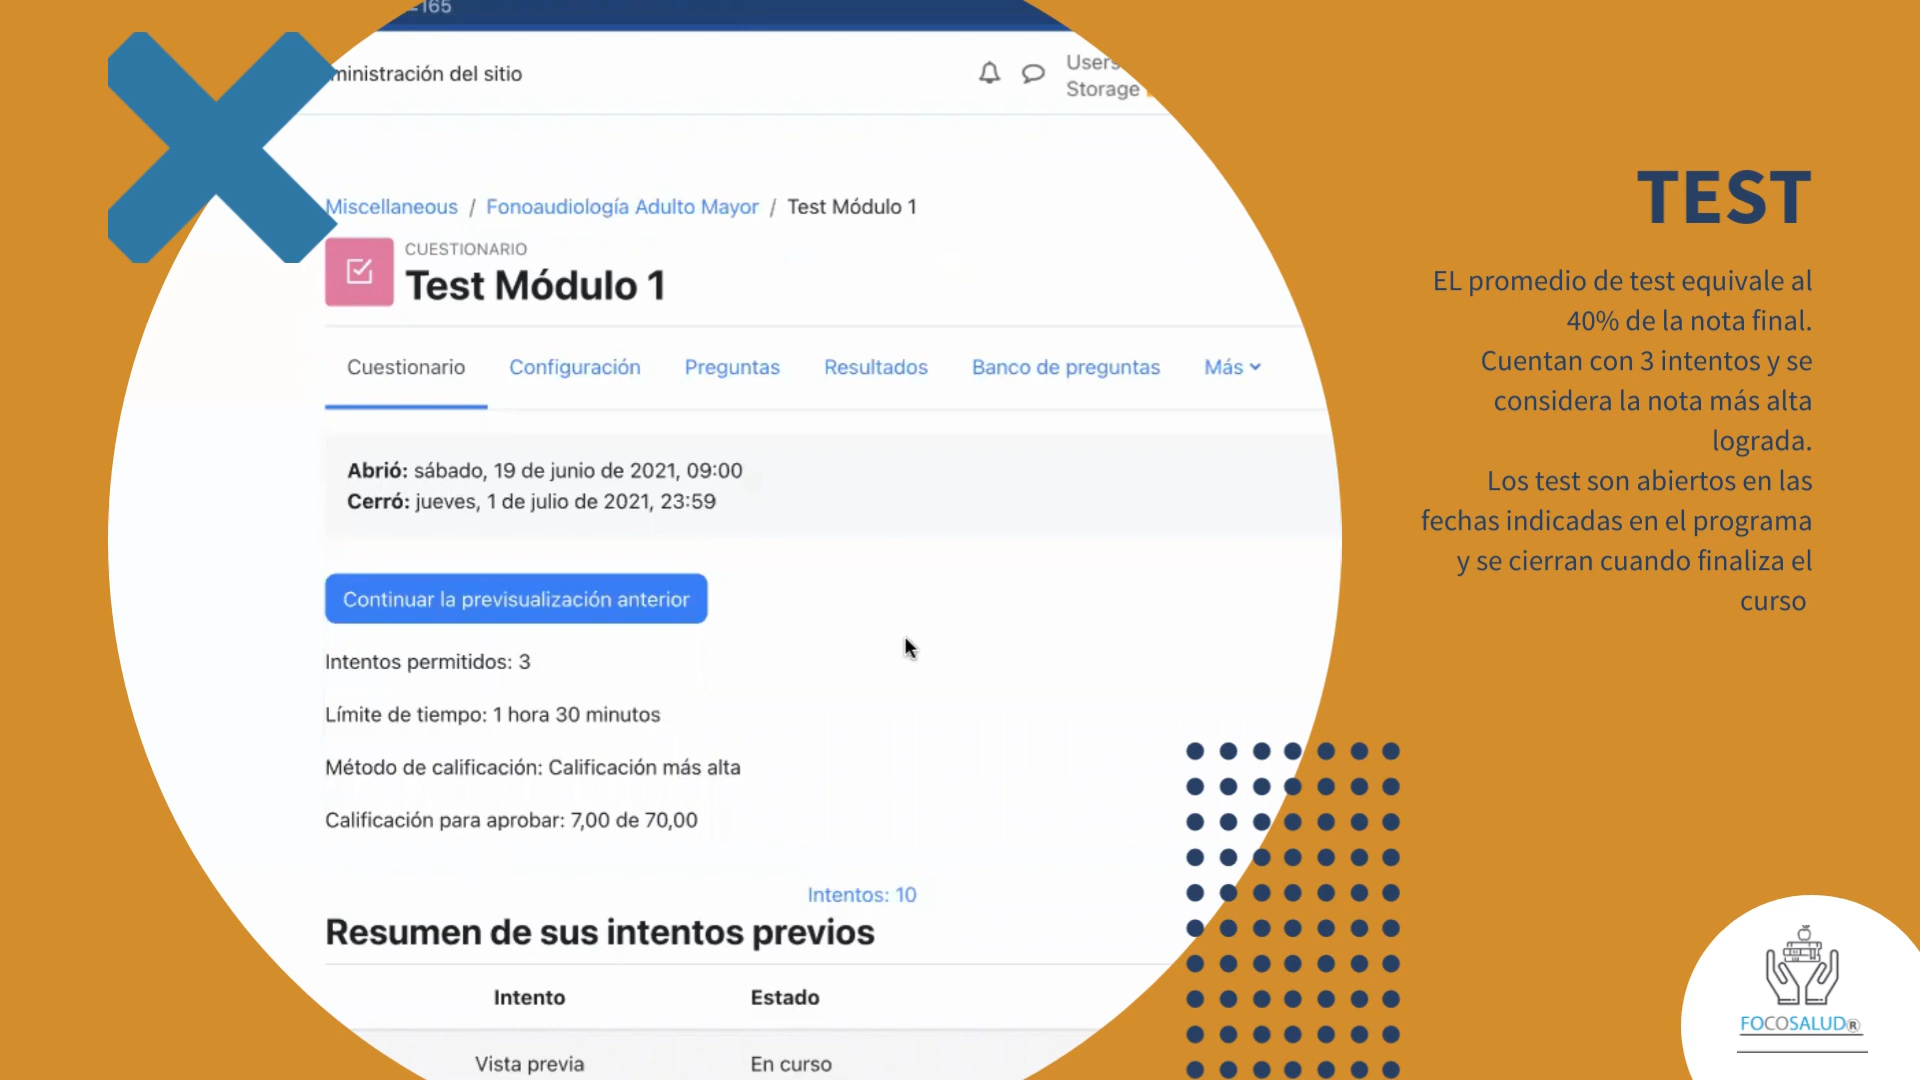 ministración del sitio
Users
Storage
Miscellaneous / Fonoaudiología Adulto Mayor / Test Módulo 1
CUESTIONARIO
Test Módulo 1
Cuestionario Configuración Preguntas Resultados Banco de preguntas Más
Abrió: sábado, 19 de junio de 2021, 09:00
Cerró: jueves, 1 de julio de 2021, 23:59
Continuar la previsualización anterior
Intentos permitidos: 3
Límite de tiempo: 1 hora 30 minutos
Método de calificación: Calificación más alta
Calificación para aprobar: 7,00 de 70,00
Intentos: 10
Resumen de sus intentos previos
Intento Estado
Vista previa En curso
TEST
EL promedio de test equivale al
40% de la nota final.
Cuentan con 3 intentos y se
considera la nota más alta
lograda.
Los test son abiertos en las
fechas indicadas en el programa
y se cierran cuando finaliza el
curso
FOCOSALUD®